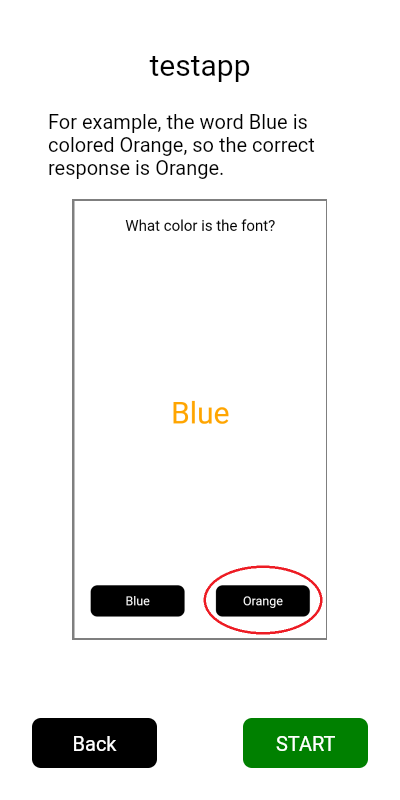 testapp
For example, the word Blue is
colored Orange, so the correct
response is Orange.
What color is the font?
Blue
Blue
Orange
Back
START